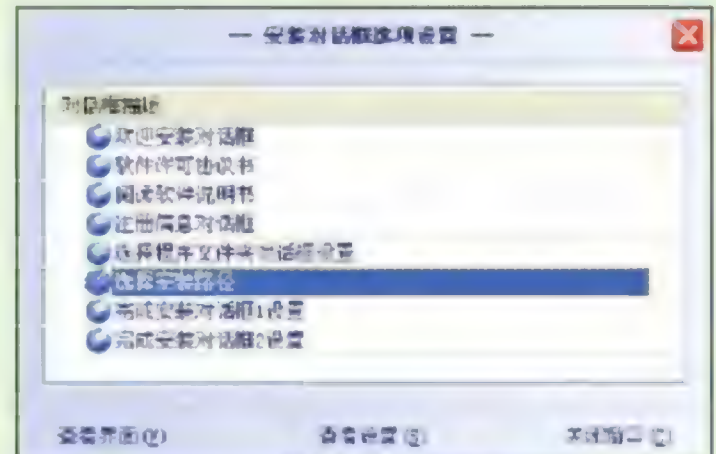 — 安装对话框选项设置 —
对话框描述
欢迎安装对话框
软件许可协议书
阅读软件说明书
注册信息对话框
选择程序文件夹对话框设置
选择安装路径
完成安装对话框1设置
完成安装对话框2设置
查看界面(V) 查看设置(S) 关闭窗口(C)